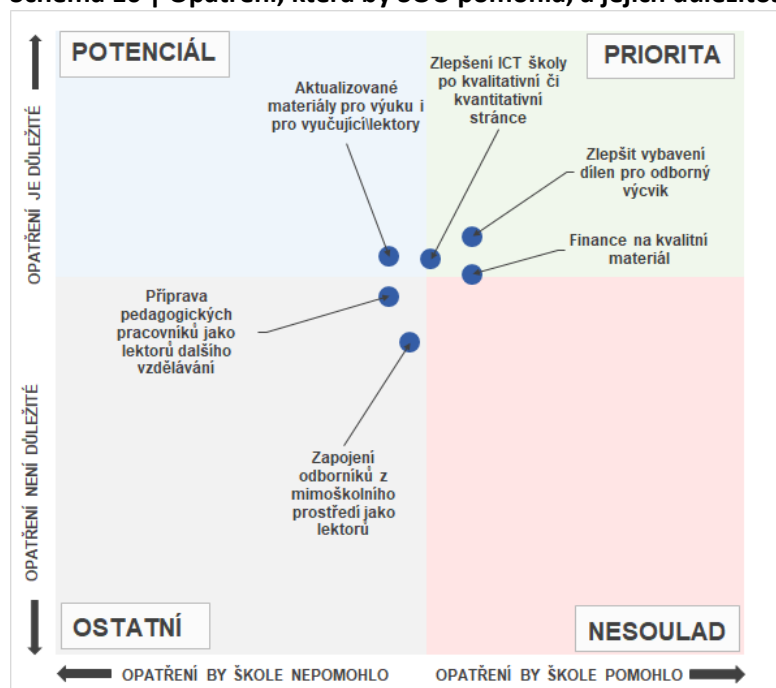 POTENCIÁL
PRIORITA
Aktualizované
materiály pro výuku i
pro vyučující\lektory
Zlepšení ICT školy
po kvalitativní či
kvantitativní
stránce
Zlepšit vybavení
dílen pro odborný
výcvik
Finance na kvalitní
materiál
Příprava
pedagogických
pracovníků jako
lektorů dalšího
vzdělávání
Zapojení
odborníků z
mimoškolního
prostředí jako
lektorů
OPATŘENÍ JE DŮLEŽITÉ
OPATŘENÍ NENÍ DŮLEŽITÉ
OSTATNÍ
NESOULAD
OPATŘENÍ BY ŠKOLE NEPOMOHLO
OPATŘENÍ BY ŠKOLE POMOHLO